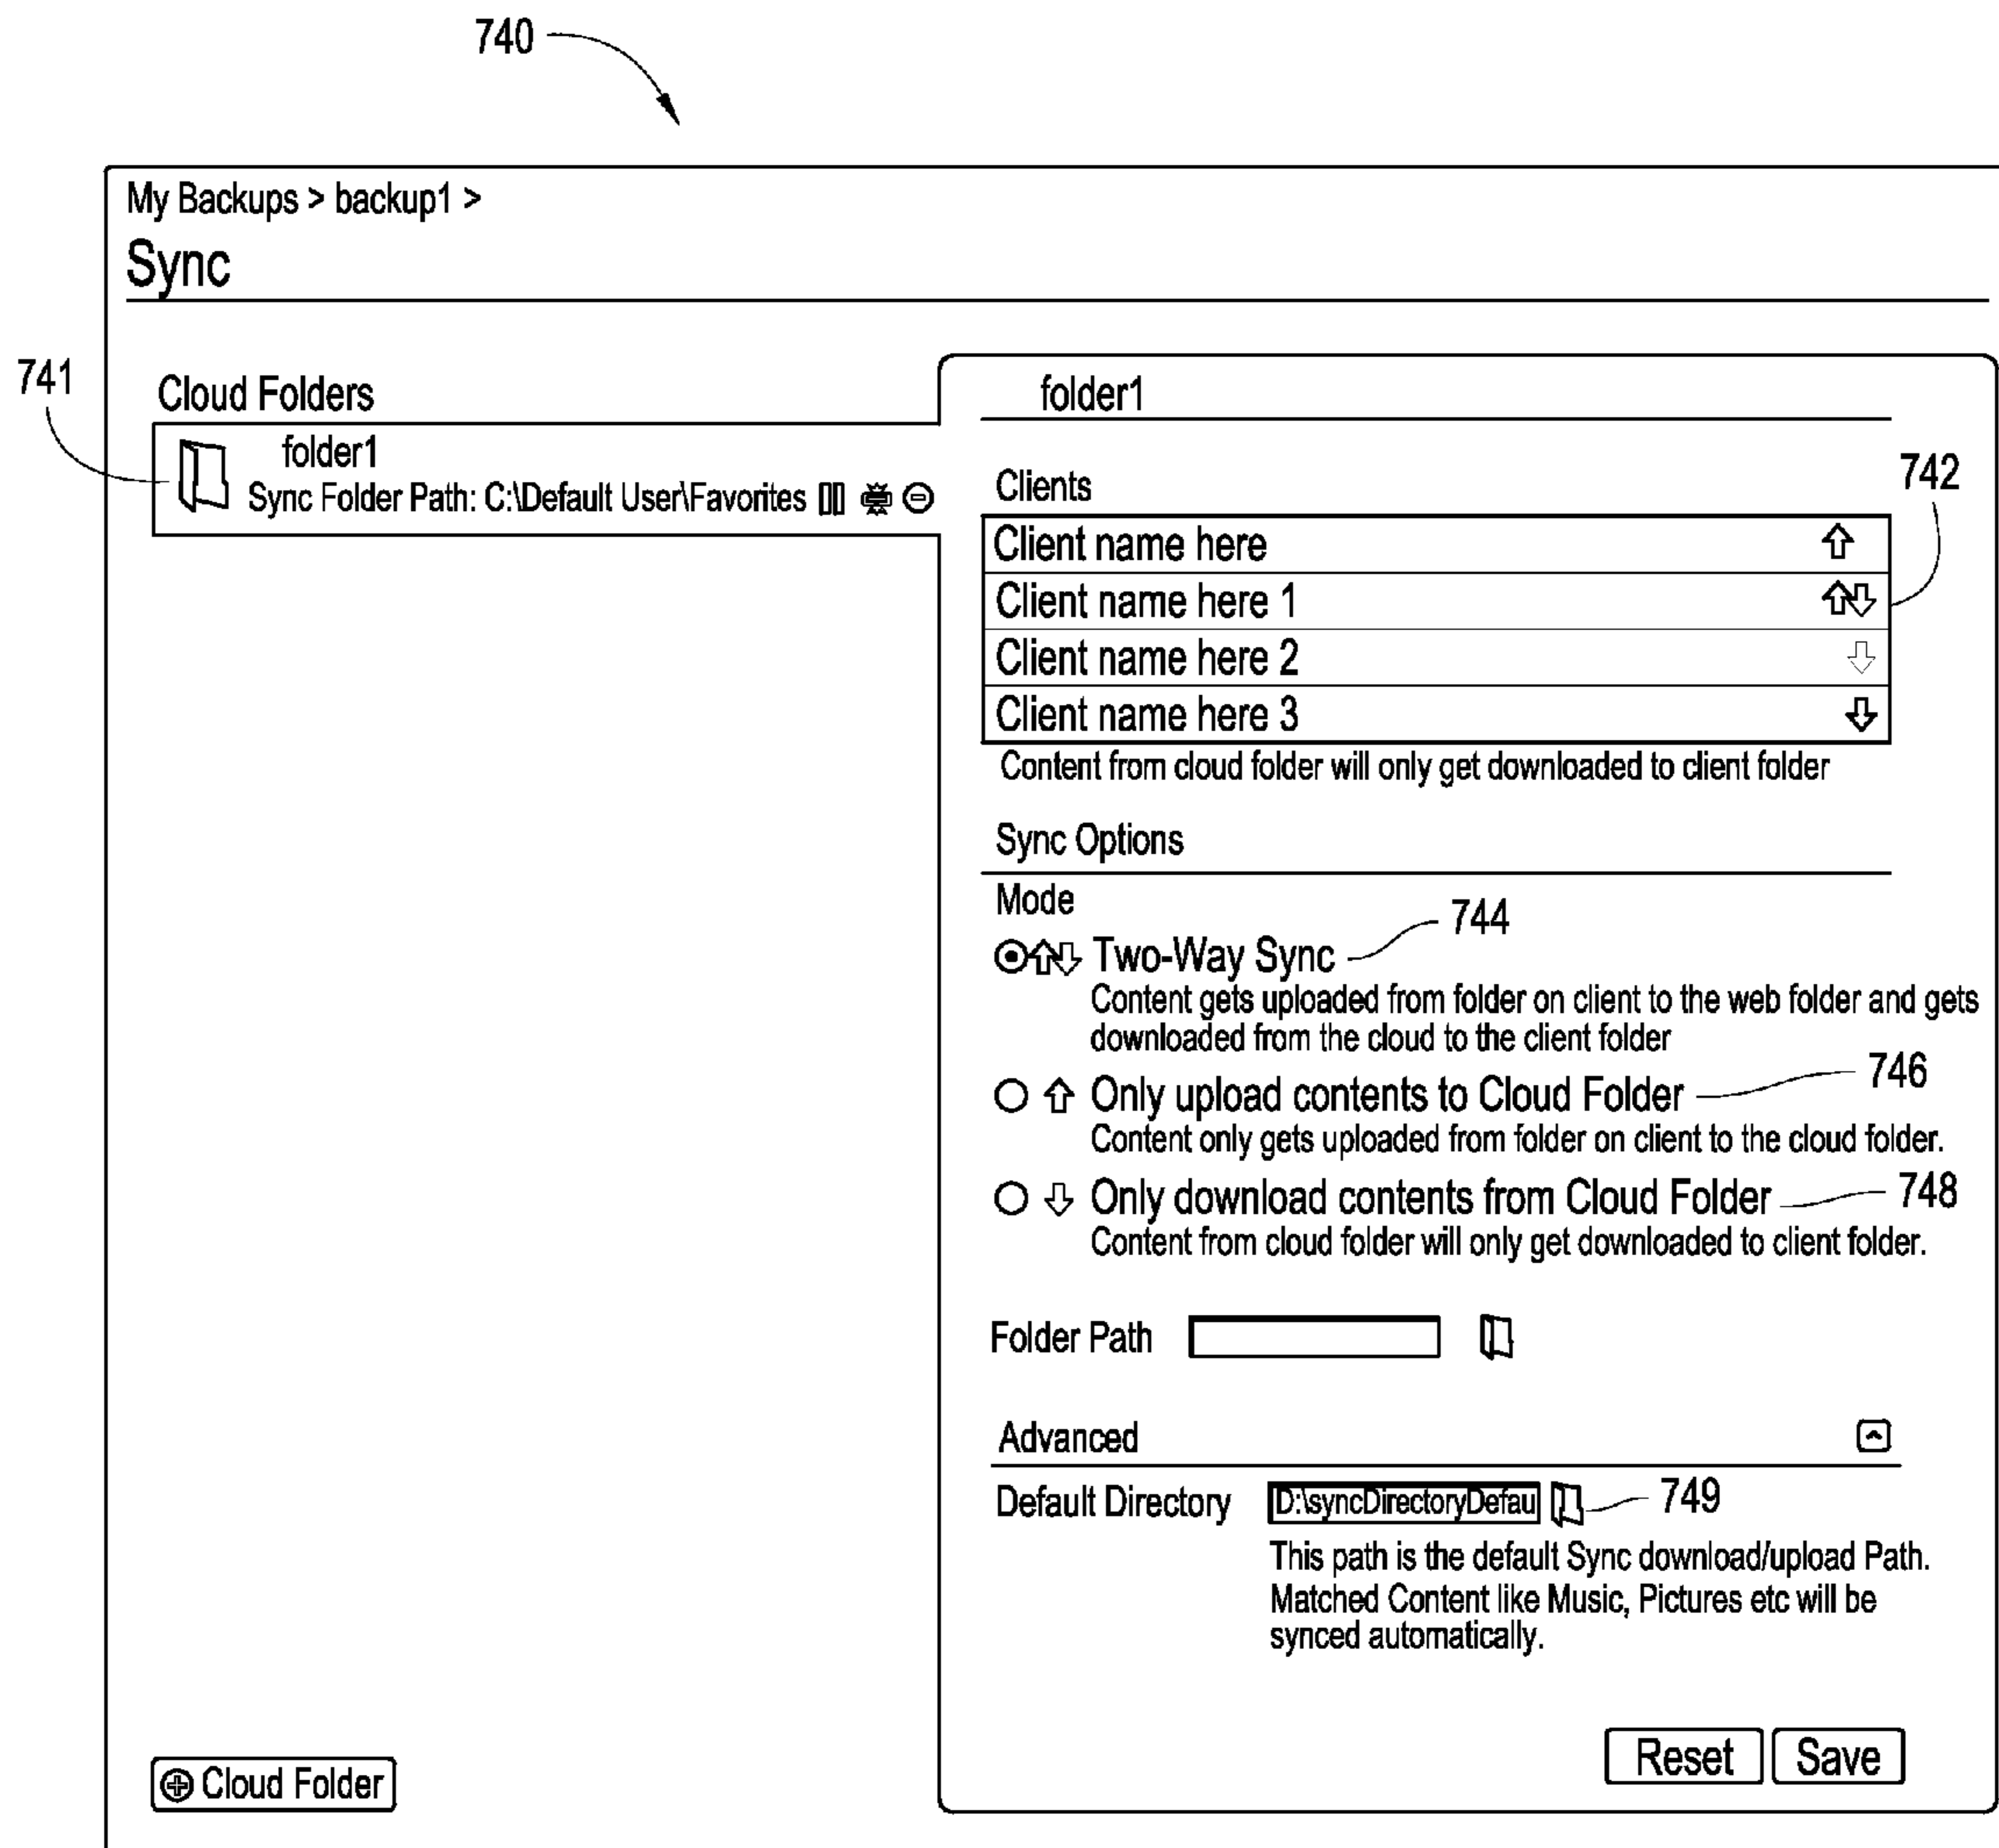 740
My Backups > backup1 >
Sync
741
Cloud Folders
folder1
Sync Folder Path: C:\Default User\Favorites
folder1
Clients
742
Client name here
Client name here 1
Client name here 2
Client name here 3
Content from cloud folder will only get downloaded to client folder
Sync Options
Mode
744
Two-Way Sync
Content gets uploaded from folder on client to the web folder and gets
downloaded from the cloud to the client folder
746
Only upload contents to Cloud Folder
Content only gets uploaded from folder on client to the cloud folder.
748
Only download contents from Cloud Folder
Content from cloud folder will only get downloaded to client folder.
Folder Path
Advanced
Default Directory D:\syncDirectoryDefau 749
This path is the default Sync download/upload Path.
Matched Content like Music, Pictures etc will be
synced automatically.
Reset Save
Cloud Folder